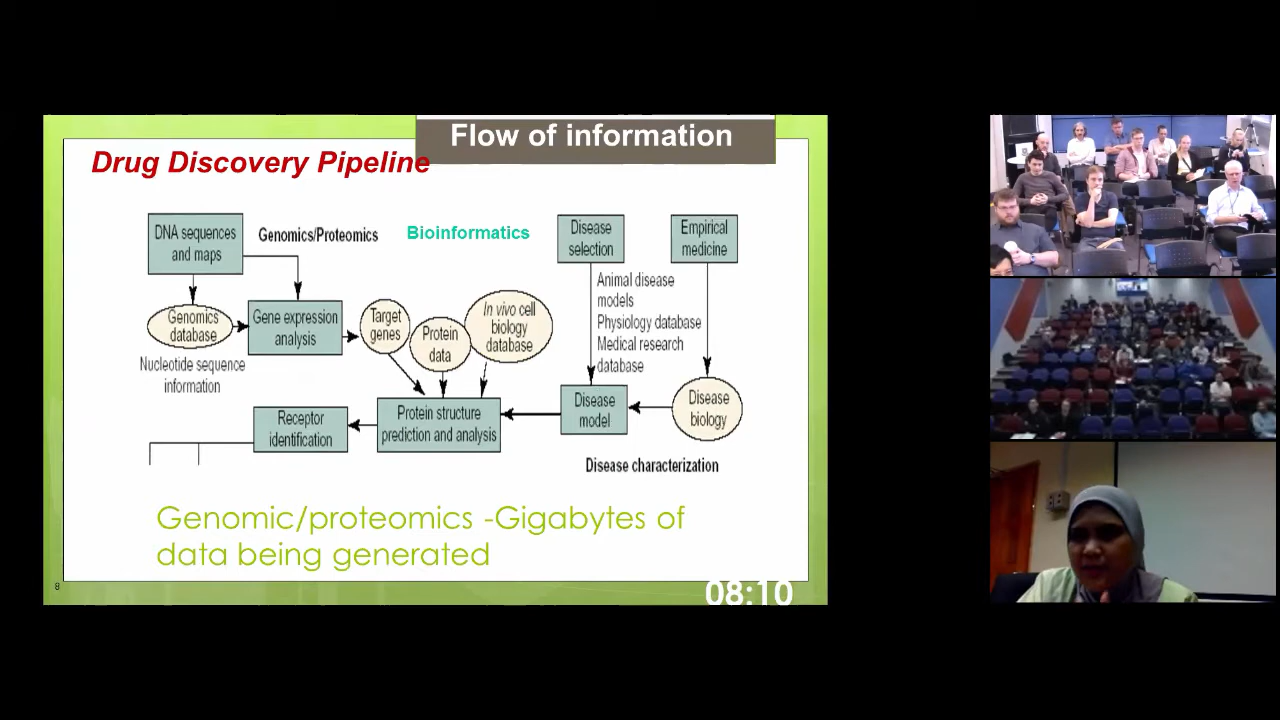 Flow of information
Drug Discovery Pipeline
DNA sequences
and maps
Genomics/Proteomics
Bioinformatics
Disease
selection
Empirical
medicine
Animal disease
models
Physiology database
Medical research
database
Genomics
database
Gene expression
analysis
Target
genes
Protein
data
In vivo cell
biology
database
Nucleotide sequence
information
Receptor
identification
Protein structure
prediction and analysis
Disease
model
Disease
biology
Disease characterization
Genomic/proteomics -Gigabytes of
data being generated
8
08:10